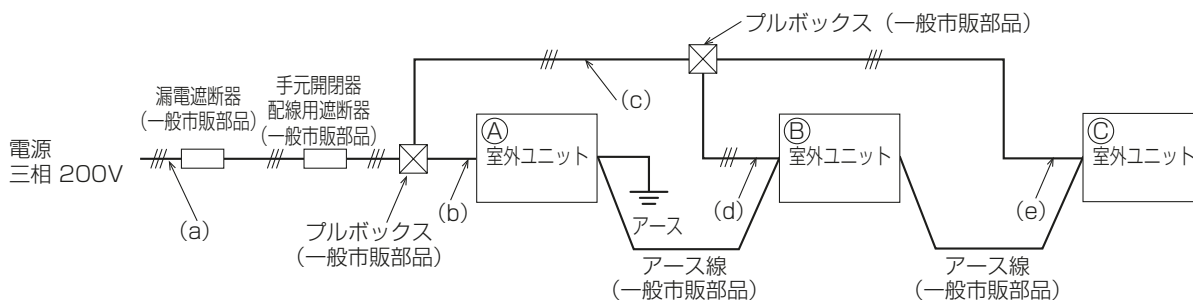 プルボックス（一般市販部品）
漏電遮断器
（一般市販部品）
手元開閉器
配線用遮断器
（一般市販部品）
(c)
電源
三相 200V
(a)
プルボックス
（一般市販部品）
(b)
Ⓐ
室外ユニット
アース
アース線
（一般市販部品）
(d)
Ⓑ
室外ユニット
アース線
（一般市販部品）
(e)
Ⓒ
室外ユニット